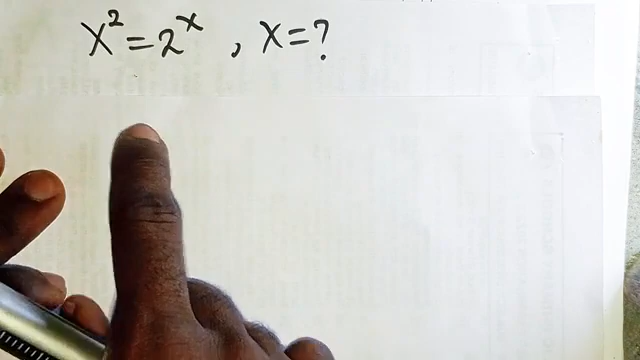 x² = 2ˣ , x = ?